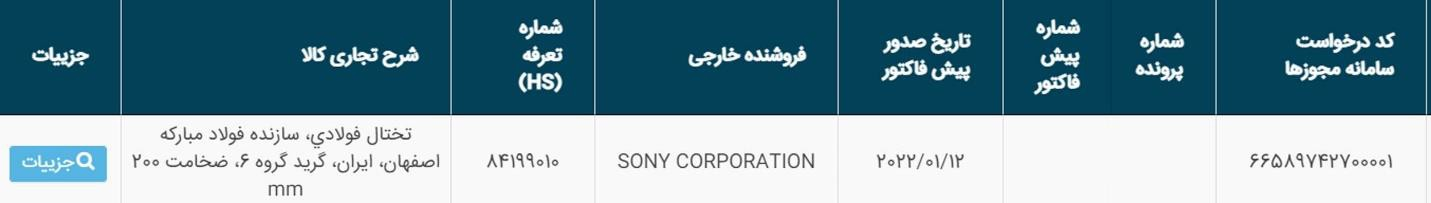 کد درخواست
سامانه مجوزها
شماره
پرونده
شماره
پیش
فاکتور
تاریخ صدور
پیش فاکتور
فروشنده خارجی
شماره
تعرفه
(HS)
شرح تجاری کالا
جزییات
۶۶۵۸۹۷۴۲۷۰۰۰۰۱
۲۰۲۲/۰۱/۱۲
SONY CORPORATION
۸۴۱۹۹۰۱۰
تختال فولادي، سازنده فولاد مبارکه
اصفهان، ایران، گرید گروه ۶، ضخامت ۲۰۰
mm
جزییات